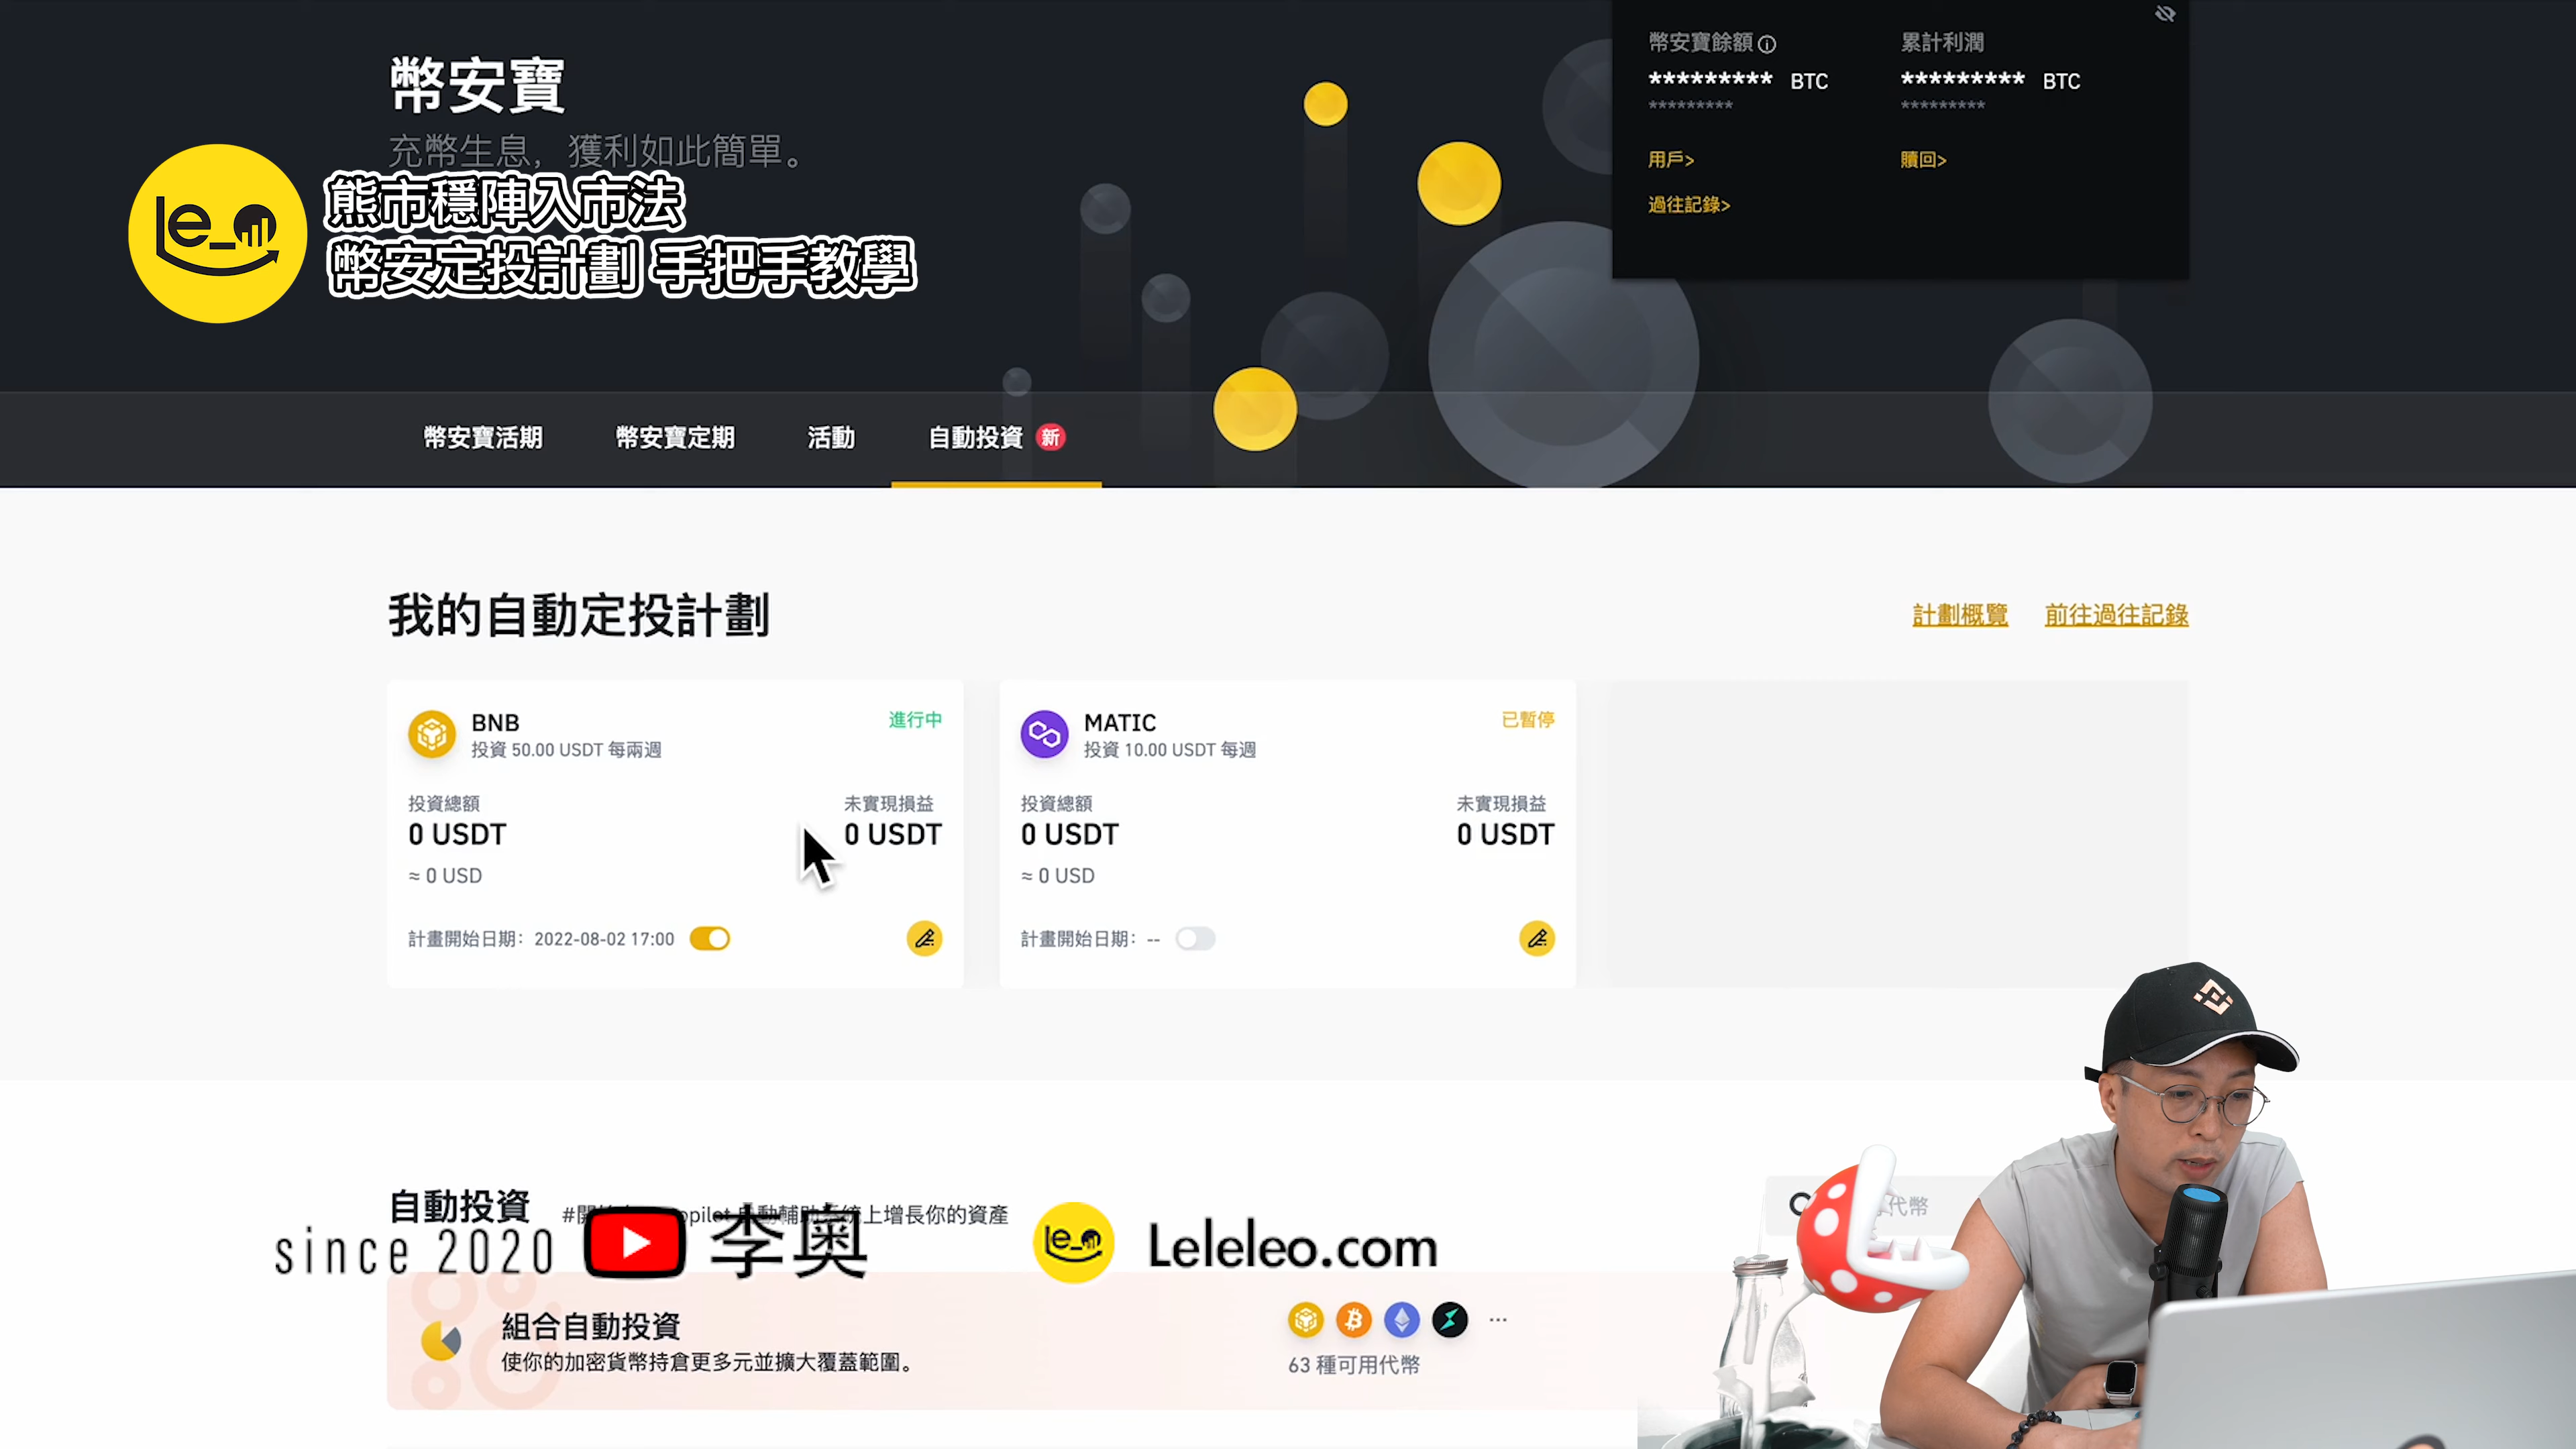 幣安寶
充幣生息，獲利如此簡單。
le_o
熊市穩陣入市法
幣安定投計劃 手把手教學
幣安寶餘額
********* BTC
*********
累計利潤
********* BTC
*********
用戶>
贖回>
過往記錄>
幣安寶活期
幣安寶定期
活動
自動投資 新
我的自動定投計劃
計劃概覽
前往過往記錄
BNB
進行中
投資 50.00 USDT 每兩週
投資總額
未實現損益
0 USDT
0 USDT
≈ 0 USD
計畫開始日期： 2022-08-02 17:00
MATIC
已暫停
投資 10.00 USDT 每週
投資總額
未實現損益
0 USDT
0 USDT
≈ 0 USD
計畫開始日期： --
自動投資
動輔助系統上增長你的資產
代幣
since 2020
李奧
le_o
Leleleo.com
組合自動投資
使你的加密貨幣持倉更多元並擴大覆蓋範圍。
...
63 種可用代幣